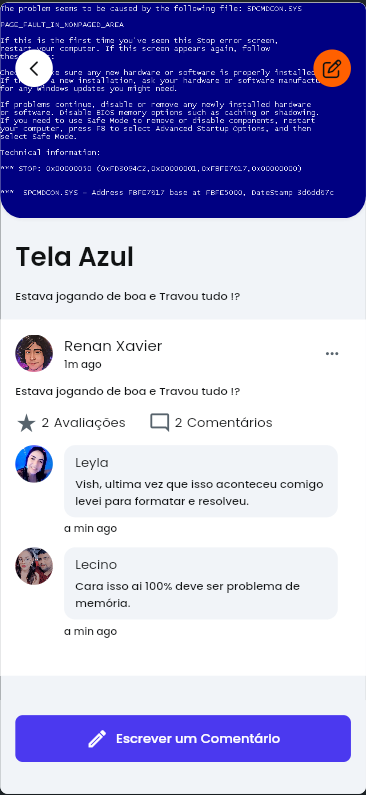 The problem seems to be caused by the following file: SPCMDCON.SYS
PAGE_FAULT_IN_NONPAGED_AREA
If this is the first time you've seen this Stop error screen,
restart your computer. If this screen appears again, follow
these
sure any new hardware or software is properly installed
If a new installation, ask your hardware or software
for any windows updates you might need.
If problems continue, disable or remove any newly installed hardware
or software. Disable BIOS memory options such as caching or shadowing.
If you need to use Safe Mode to remove or disable components, restart
your computer, press F8 to select Advanced Startup Options, and then
select Safe Mode.
Technical information:
*** STOP: 0x00000050 (0xFD3094C2,0x00000001,0xFBFE7617,0x00000000)
*** SPCMDCON.SYS - Address FBFE7617 base at FBFE5000, DateStamp 3d6dd67c
Tela Azul
Estava jogando de boa e Travou tudo !?
Renan Xavier
1m ago
Estava jogando de boa e Travou tudo !?
2 Avaliações 2 Comentários
Leyla
Vish, ultima vez que isso aconteceu comigo
levei para formatar e resolveu.
a min ago
Lecino
Cara isso ai 100% deve ser problema de
memória.
a min ago
Escrever um Comentário